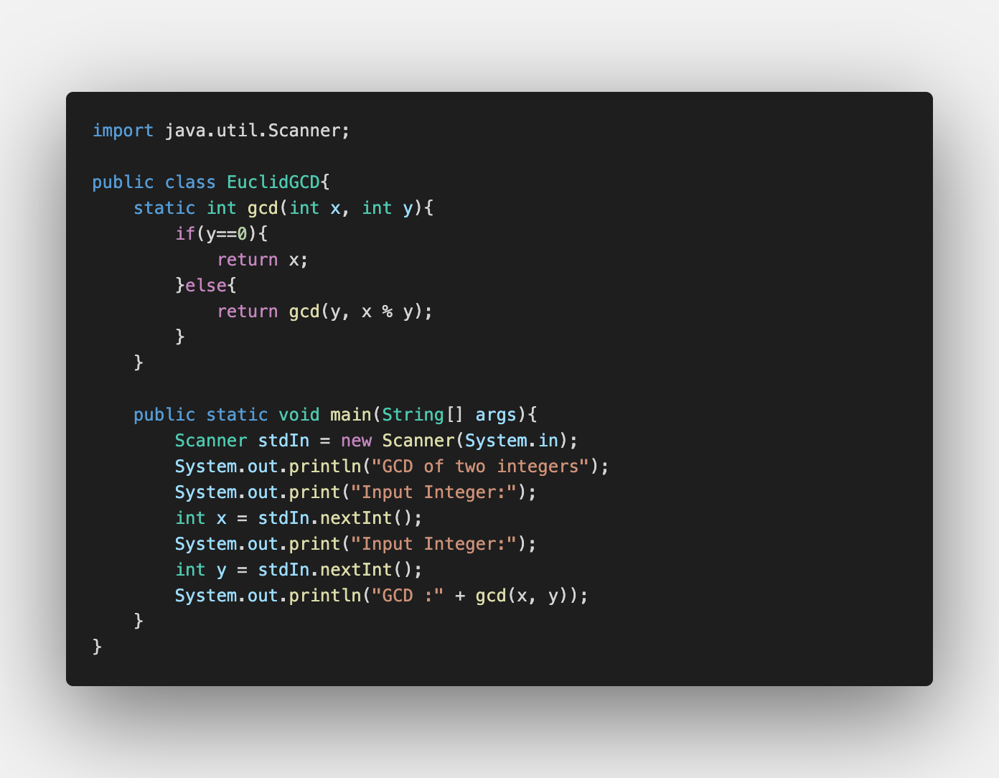 import java.util.Scanner;

public class EuclidGCD{
    static int gcd(int x, int y){
        if(y==0){
            return x;
        }else{
            return gcd(y, x % y);
        }
    }

    public static void main(String[] args){
        Scanner stdIn = new Scanner(System.in);
        System.out.println("GCD of two integers");
        System.out.print("Input Integer:");
        int x = stdIn.nextInt();
        System.out.print("Input Integer:");
        int y = stdIn.nextInt();
        System.out.println("GCD :" + gcd(x, y));
    }
}